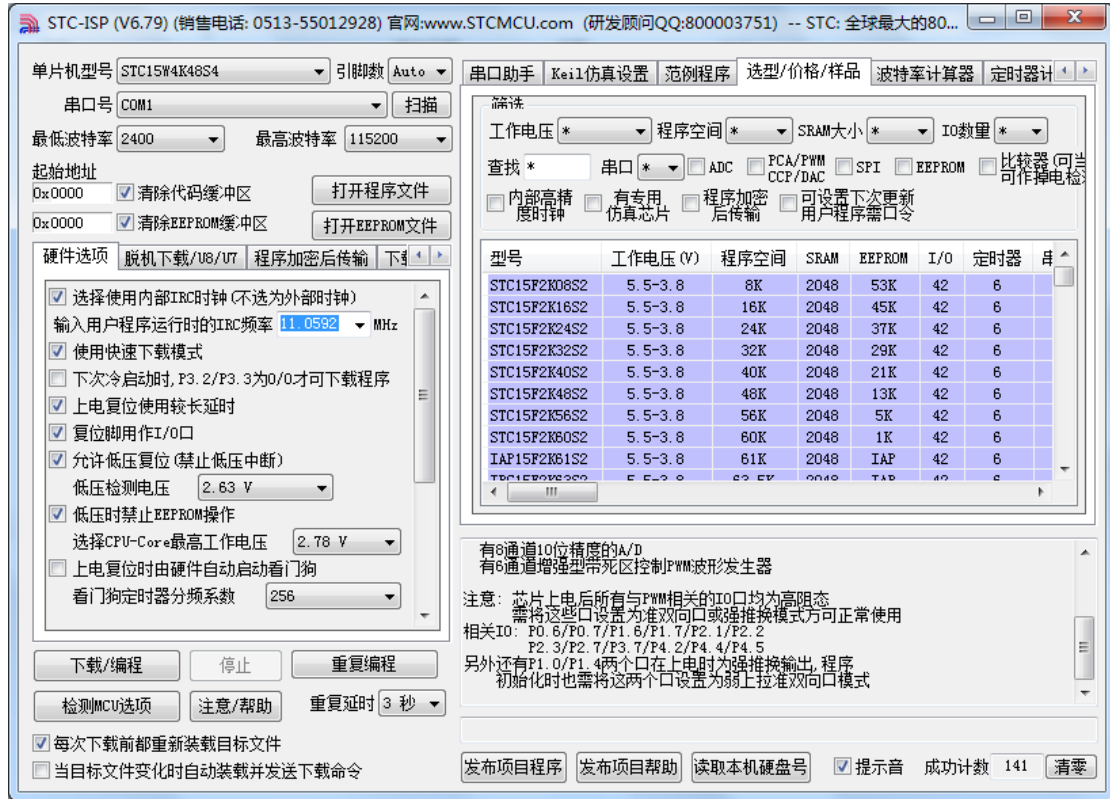 STC-ISP (V6.79) (销售电话: 0513-55012928) 官网:www.STCMCU.com (研发顾问QQ:800003751) -- STC: 全球最大的80...
单片机型号 STC15W4K48S4 引脚数 Auto
串口号 COM1 扫描
最低波特率 2400 最高波特率 115200
起始地址
0x0000 清除代码缓冲区 打开程序文件
0x0000 清除EEPROM缓冲区 打开EEPROM文件
硬件选项 脱机下载/U8/U7 程序加密后传输
选择使用内部IRC时钟(不选为外部时钟)
输入用户程序运行时的IRC频率 11.0592 MHz
使用快速下载模式
下次冷启动时,P3.2/P3.3为0/0才可下载程序
上电复位使用较长延时
复位脚用作I/O口
允许低压复位(禁止低压中断)
低压检测电压 2.63 V
低压时禁止EEPROM操作
选择CPU-Core最高工作电压 2.78 V
上电复位时由硬件自动启动看门狗
看门狗定时器分频系数 256
下载/编程 停止 重复编程
检测MCU选项 注意/帮助 重复延时 3 秒
每次下载前都重新装载目标文件
当目标文件变化时自动装载并发送下载命令
串口助手 Keil仿真设置 范例程序 选型/价格/样品 波特率计算器 定时器计
筛选
工作电压 * 程序空间 * SRAM大小 * IO数量 *
查找 * 串口 * ADC PCA/PWM CCP/DAC SPI EEPROM 比较器(可当 可作掉电检
内部高精度时钟 有专用仿真芯片 程序加密后传输 可设置下次更新用户程序需口令
型号 工作电压(V) 程序空间 SRAM EEPROM I/O 定时器 串
STC15F2K08S2 5.5-3.8 8K 2048 53K 42 6
STC15F2K16S2 5.5-3.8 16K 2048 45K 42 6
STC15F2K24S2 5.5-3.8 24K 2048 37K 42 6
STC15F2K32S2 5.5-3.8 32K 2048 29K 42 6
STC15F2K40S2 5.5-3.8 40K 2048 21K 42 6
STC15F2K48S2 5.5-3.8 48K 2048 13K 42 6
STC15F2K56S2 5.5-3.8 56K 2048 5K 42 6
STC15F2K60S2 5.5-3.8 60K 2048 1K 42 6
IAP15F2K61S2 5.5-3.8 61K 2048 IAP 42 6
有8通道10位精度的A/D
有6通道增强型带死区控制PWM波形发生器
注意: 芯片上电后所有与PWM相关的IO口均为高阻态
需将这些口设置为准双向口或强推换模式方可正常使用
相关IO: P0.6/P0.7/P1.6/P1.7/P2.1/P2.2
P2.3/P2.7/P3.7/P4.2/P4.4/P4.5
另外还有P1.0/P1.4两个口在上电时为强推换输出,程序
初始化时也需将这两个口设置为弱上拉准双向口模式
发布项目程序 发布项目帮助 读取本机硬盘号 提示音 成功计数 141 清零